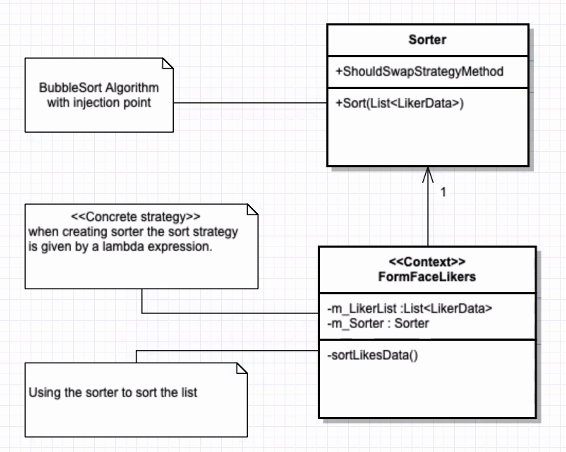 Sorter
+ShouldSwapStrategyMethod
+Sort(List<LikerData>)
BubbleSort Algorithm
with injection point
1
<<Concrete strategy>>
when creating sorter the sort strategy
is given by a lambda expression.
<<Context>>
FormFaceLikers
-m_LikerList :List<LikerData>
-m_Sorter : Sorter
-sortLikesData()
Using the sorter to sort the list